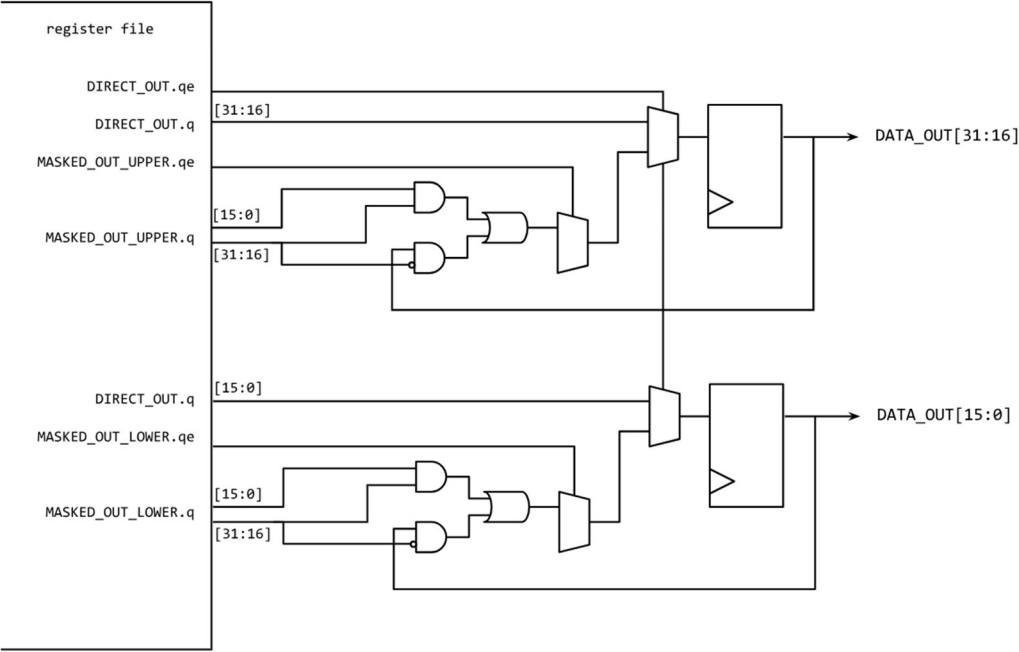 register file
DIRECT_OUT.qe
[31:16]
DIRECT_OUT.q
DATA_OUT[31:16]
MASKED_OUT_UPPER.qe
[15:0]
MASKED_OUT_UPPER.q
[31:16]
[15:0]
DIRECT_OUT.q
DATA_OUT[15:0]
MASKED_OUT_LOWER.qe
[15:0]
MASKED_OUT_LOWER.q
[31:16]